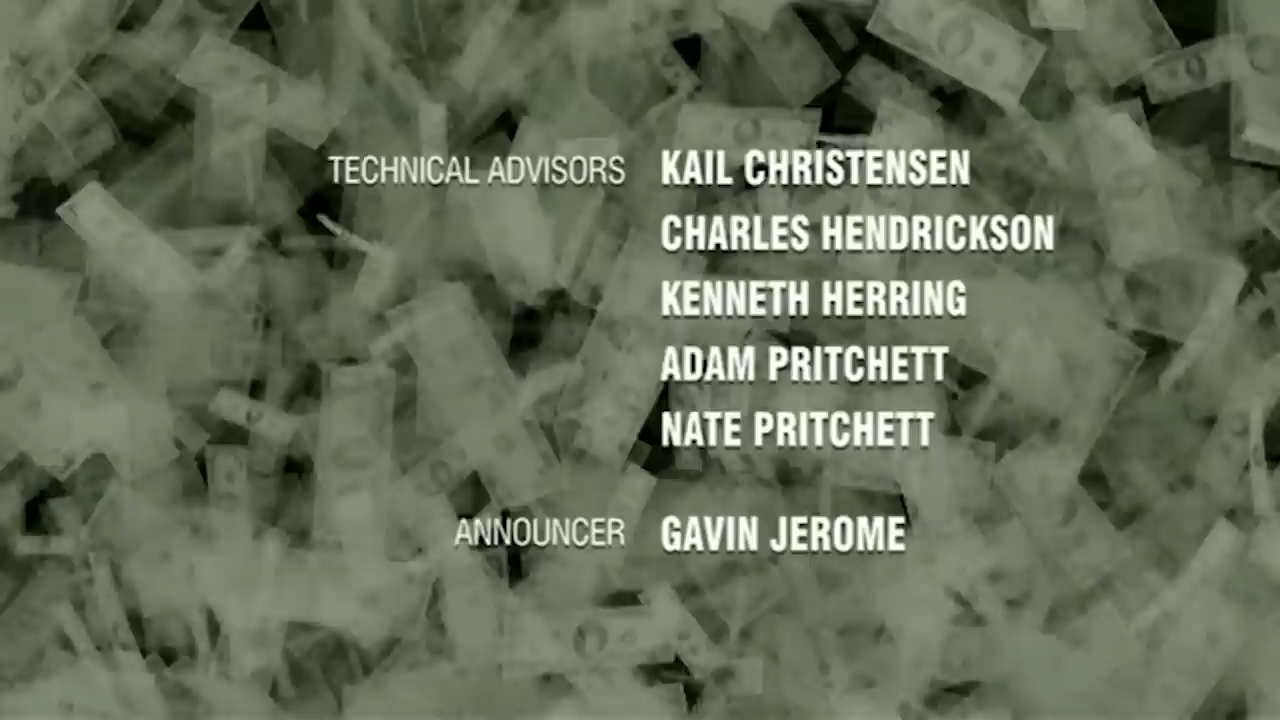 TECHNICAL ADVISORS KAIL CHRISTENSEN
CHARLES HENDRICKSON
KENNETH HERRING
ADAM PRITCHETT
NATE PRITCHETT
ANNOUNCER GAVIN JEROME